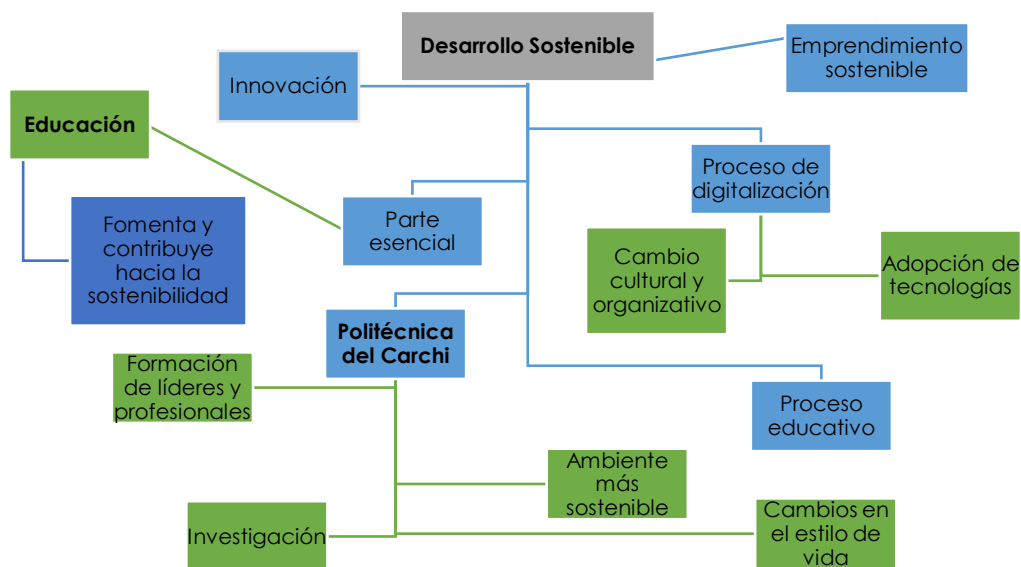 Desarrollo Sostenible
Emprendimiento
sostenible
Innovación
Educación
Proceso de
digitalización
Parte
esencial
Fomenta y
contribuye
hacia la
sostenibilidad
Cambio
cultural y
organizativo
Adopción de
tecnologías
Politécnica
del Carchi
Formación
de líderes y
profesionales
Proceso
educativo
Ambiente
más
sostenible
Investigación
Cambios en
el estilo de
vida